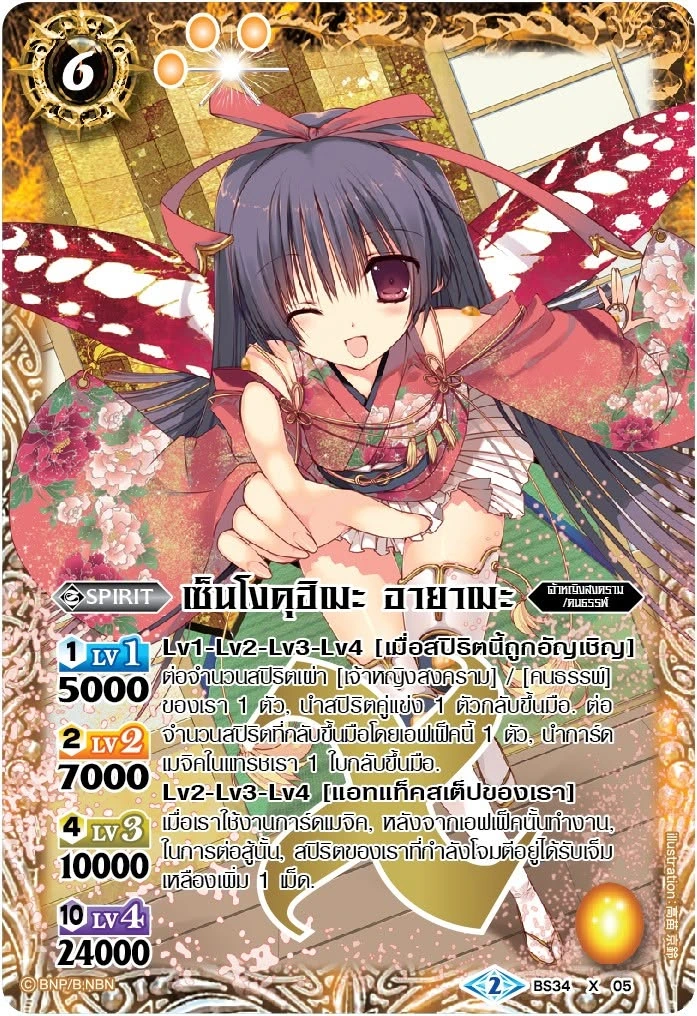 6
SPIRIT
เซ็นโงคุฮิเมะ อายาเมะ
เจ้าหญิงสงคราม
/คนธรรพ์
1 LV1
5000
2 LV2
7000
4 LV3
10000
10 LV4
24000
Lv1-Lv2-Lv3-Lv4 [เมื่อสปิริตนี้ถูกอัญเชิญ]
ต่อจำนวนสปิริตเผ่า [เจ้าหญิงสงคราม] / [คนธรรพ์]
ของเรา 1 ตัว, นำสปิริตคู่แข่ง 1 ตัวกลับขึ้นมือ. ต่อ
จำนวนสปิริตที่กลับขึ้นมือโดยเอฟเฟ็คนี้ 1 ตัว, นำการ์ด
เมจิคในแทรชเรา 1 ใบกลับขึ้นมือ.
Lv2-Lv3-Lv4 [แอทแท็คสเต็ปของเรา]
เมื่อเราใช้งานการ์ดเมจิค, หลังจากเอฟเฟ็คนั้นทำงาน,
ในการต่อสู้นั้น, สปิริตของเราที่กำลังโจมตีอยู่ได้รับเจ็ม
เหลืองเพิ่ม 1 เม็ด.
illustration: 高苗 京鈴
©BNP/B,NBN
2
BS34 X 05